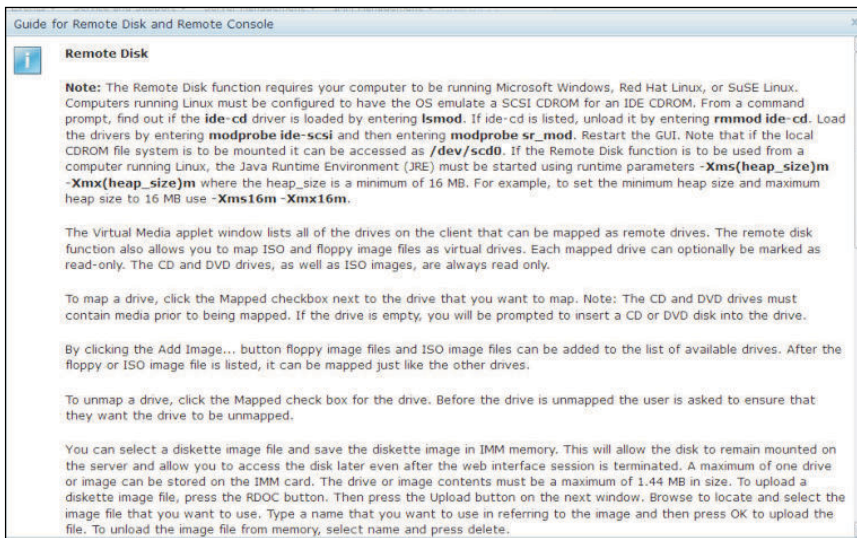 Guide for Remote Disk and Remote Console
Remote Disk
Note: The Remote Disk function requires your computer to be running Microsoft Windows, Red Hat Linux, or SuSE Linux.
Computers running Linux must be configured to have the OS emulate a SCSI CDROM for an IDE CDROM. From a command
prompt, find out if the ide-cd driver is loaded by entering lsmod. If ide-cd is listed, unload it by entering rmmod ide-cd. Load
the drivers by entering modprobe ide-scsi and then entering modprobe sr_mod. Restart the GUI. Note that if the local
CDROM file system is to be mounted it can be accessed as /dev/scd0. If the Remote Disk function is to be used from a
computer running Linux, the Java Runtime Environment (JRE) must be started using runtime parameters -Xms(heap_size)m
-Xmx(heap_size)m where the heap_size is a minimum of 16 MB. For example, to set the minimum heap size and maximum
heap size to 16 MB use -Xms16m -Xmx16m.
The Virtual Media applet window lists all of the drives on the client that can be mapped as remote drives. The remote disk
function also allows you to map ISO and floppy image files as virtual drives. Each mapped drive can optionally be marked as
read-only. The CD and DVD drives, as well as ISO images, are always read only.
To map a drive, click the Mapped checkbox next to the drive that you want to map. Note: The CD and DVD drives must
contain media prior to being mapped. If the drive is empty, you will be prompted to insert a CD or DVD disk into the drive.
By clicking the Add Image... button floppy image files and ISO image files can be added to the list of available drives. After the
floppy or ISO image file is listed, it can be mapped just like the other drives.
To unmap a drive, click the Mapped check box for the drive. Before the drive is unmapped the user is asked to ensure that
they want the drive to be unmapped.
You can select a diskette image file and save the diskette image in IMM memory. This will allow the disk to remain mounted on
the server and allow you to access the disk later even after the web interface session is terminated. A maximum of one drive
or image can be stored on the IMM card. The drive or image contents must be a maximum of 1.44 MB in size. To upload a
diskette image file, press the RDOC button. Then press the Upload button on the next window. Browse to locate and select the
image file that you want to use. Type a name that you want to use in referring to the image and then press OK to upload the
file. To unload the image file from memory, select name and press delete.